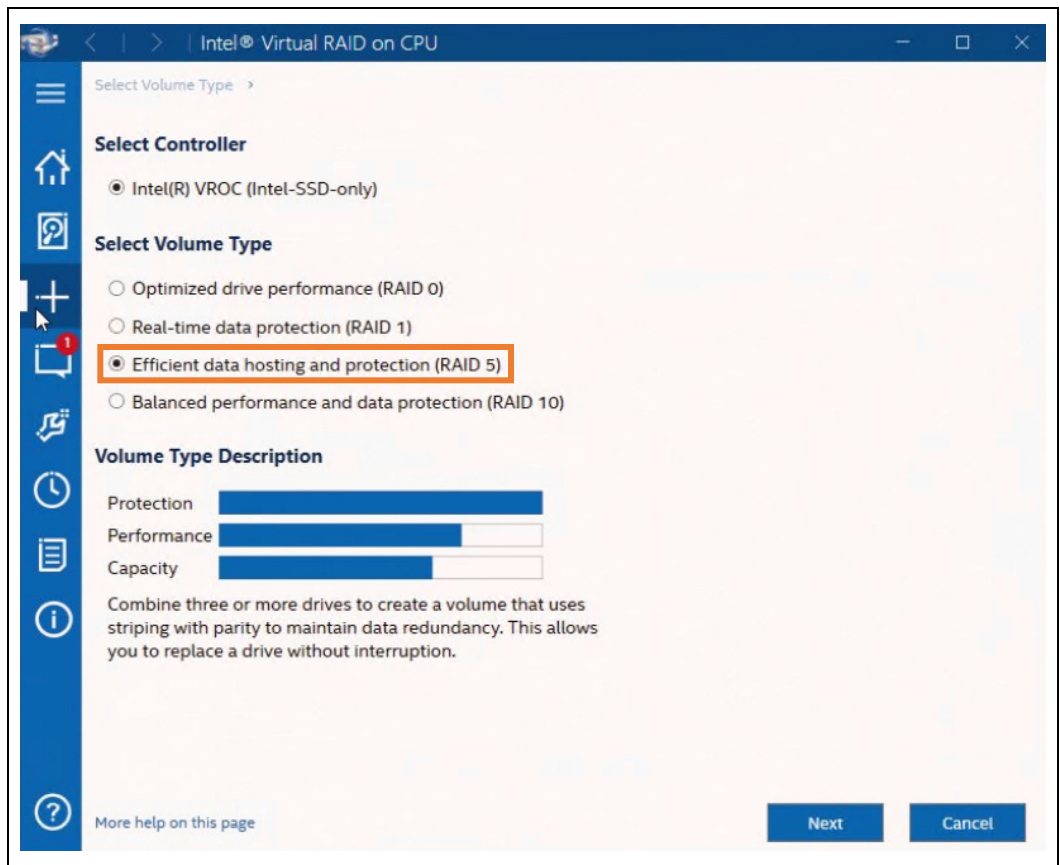 Intel® Virtual RAID on CPU
Select Volume Type >
Select Controller
Intel(R) VROC (Intel-SSD-only)
Select Volume Type
Optimized drive performance (RAID 0)
Real-time data protection (RAID 1)
1
Efficient data hosting and protection (RAID 5)
Balanced performance and data protection (RAID 10)
Volume Type Description
Protection
Performance
Capacity
Combine three or more drives to create a volume that uses
striping with parity to maintain data redundancy. This allows
you to replace a drive without interruption.
More help on this page
Next
Cancel